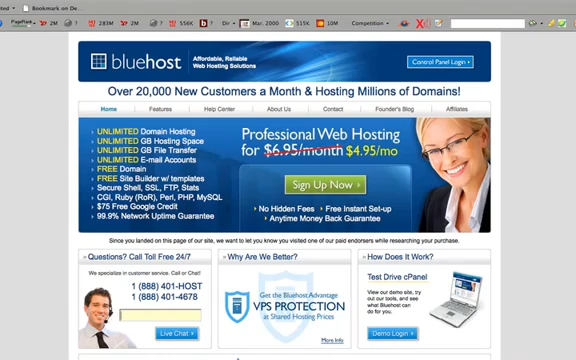 Bookmark on De...
PageRank
2M
283M
2M
556K
?
Dir
Mar. 2000
515K
10M
Competition
bluehost
Affordable, Reliable
Web Hosting Solutions
Control Panel Login
Over 20,000 New Customers a Month & Hosting Millions of Domains!
Home Features Help Center About Us Contact Founder's Blog Affiliates
UNLIMITED Domain Hosting
UNLIMITED GB Hosting Space
UNLIMITED GB File Transfer
UNLIMITED E-mail Accounts
FREE Domain
FREE Site Builder w/ templates
Secure Shell, SSL, FTP, Stats
CGI, Ruby (RoR), Perl, PHP, MySQL
$75 Free Google Credit
99.9% Network Uptime Guarantee
Professional Web Hosting
for $6.95/month $4.95/mo
Sign Up Now
No Hidden Fees Free Instant Set-up
Anytime Money Back Guarantee
Since you landed on this page of our site, we want to let you know you visited one of our paid endorsers while researching your purchase.
Questions? Call Toll Free 24/7
We specialize in customer service. Call or Chat!
1 (888) 401-HOST
1 (888) 401-4678
Live Chat
Why Are We Better?
Get the Bluehost Advantage
VPS PROTECTION
at Shared Hosting Prices
More Info
How Does It Work?
Test Drive cPanel
View our demo site, try
out our tools, and see
what Bluehost can
do for you.
Demo Login